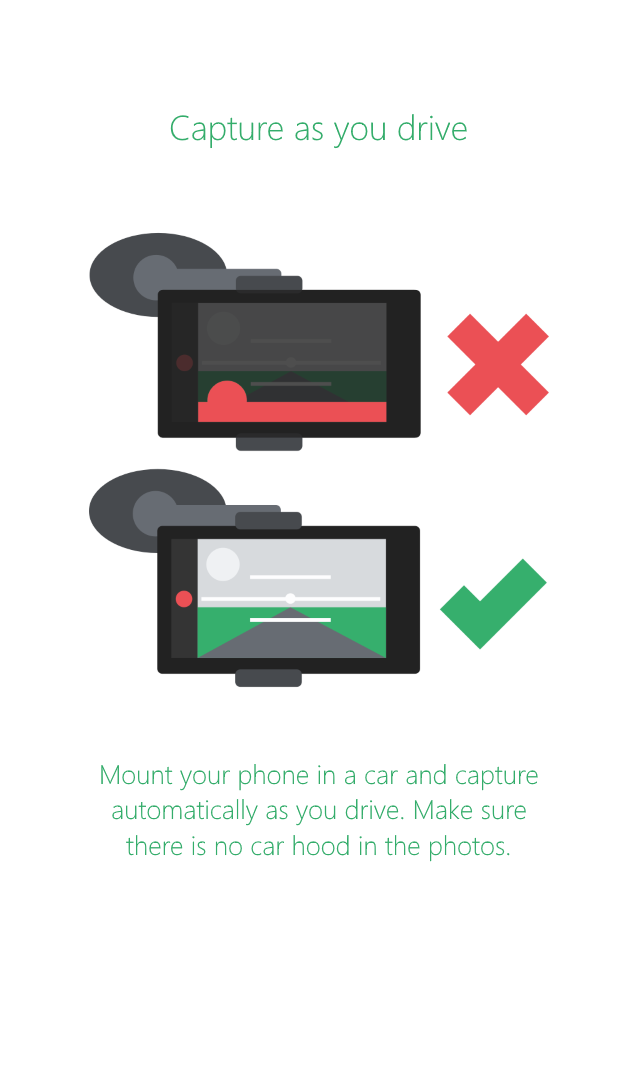 Capture as you drive
Mount your phone in a car and capture
automatically as you drive. Make sure
there is no car hood in the photos.